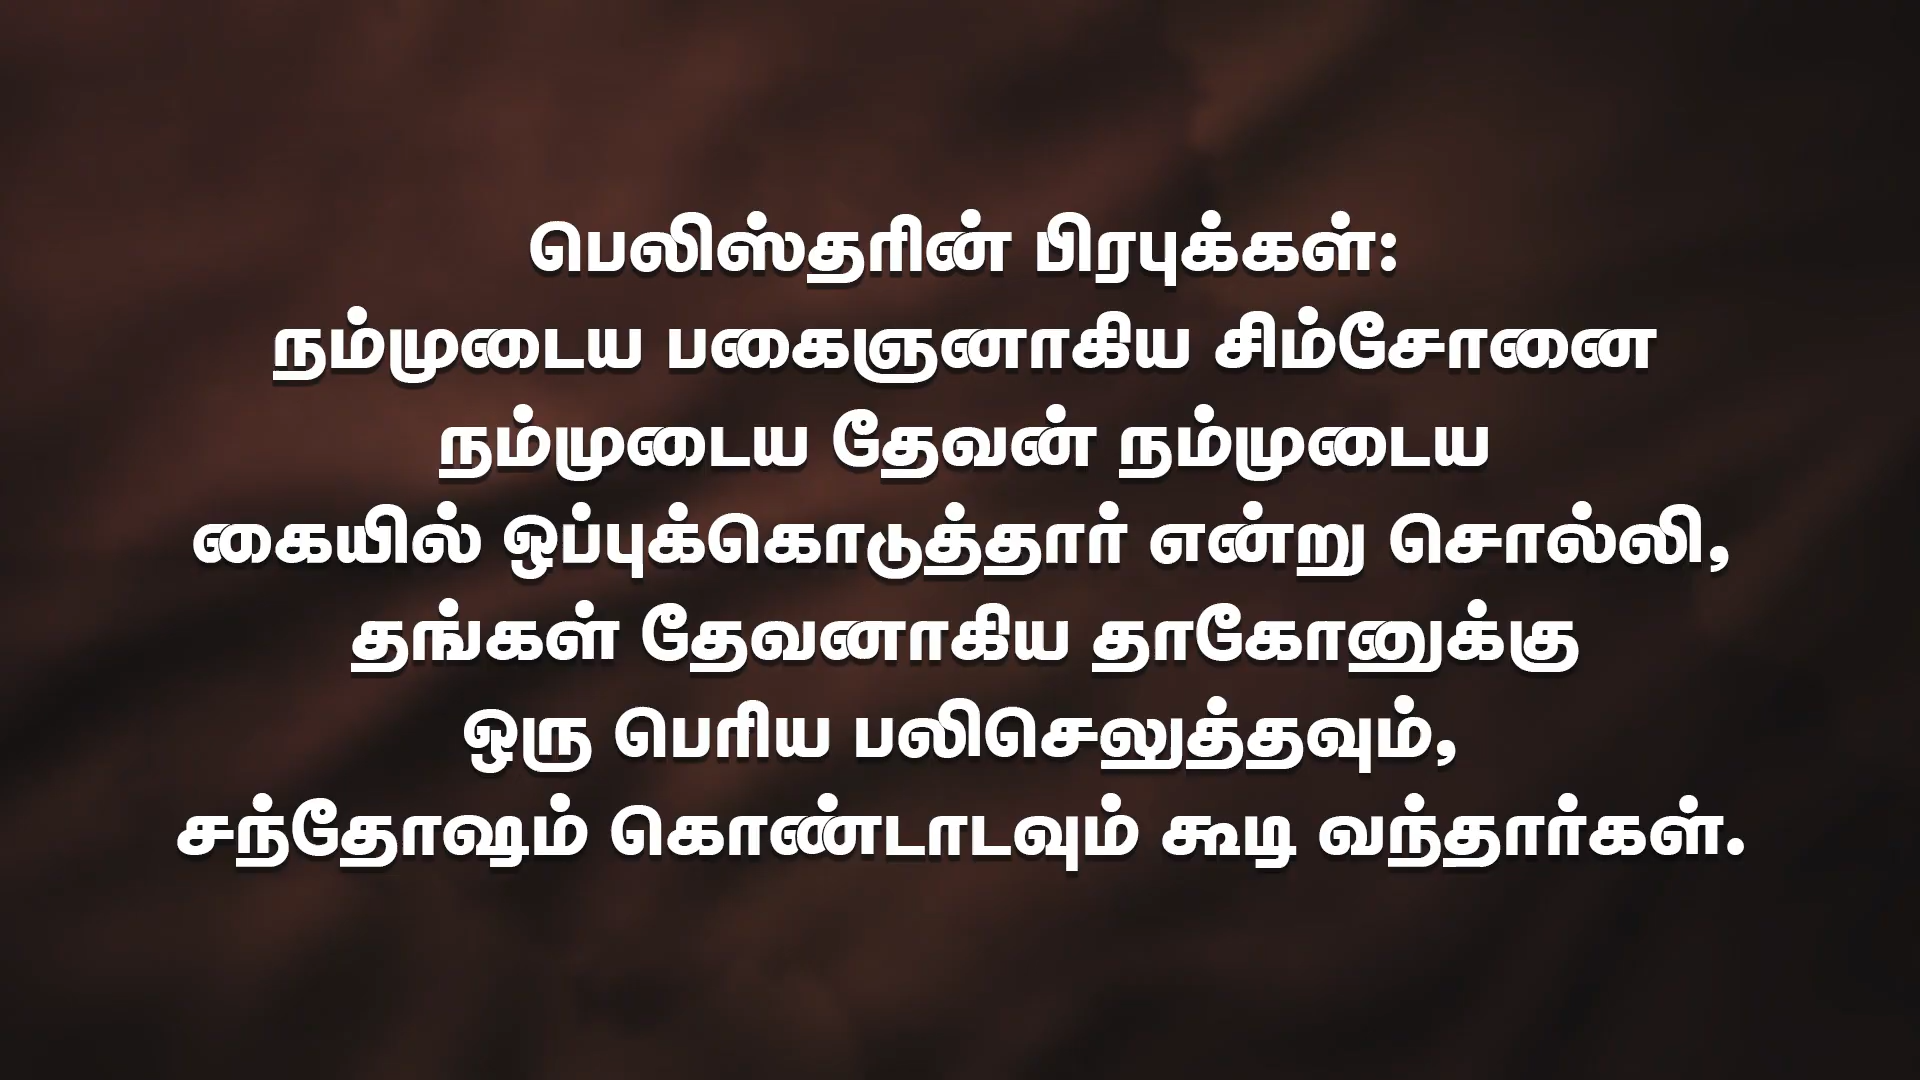 பெலிஸ்தரின் பிரபுக்கள்:
நம்முடைய பகைஞனாகிய சிம்சோனை
நம்முடைய தேவன் நம்முடைய
கையில் ஒப்புக்கொடுத்தார் என்று சொல்லி,
தங்கள் தேவனாகிய தாகோனுக்கு
ஒரு பெரிய பலிசெலுத்தவும்,
சந்தோஷம் கொண்டாடவும் கூடி வந்தார்கள்.